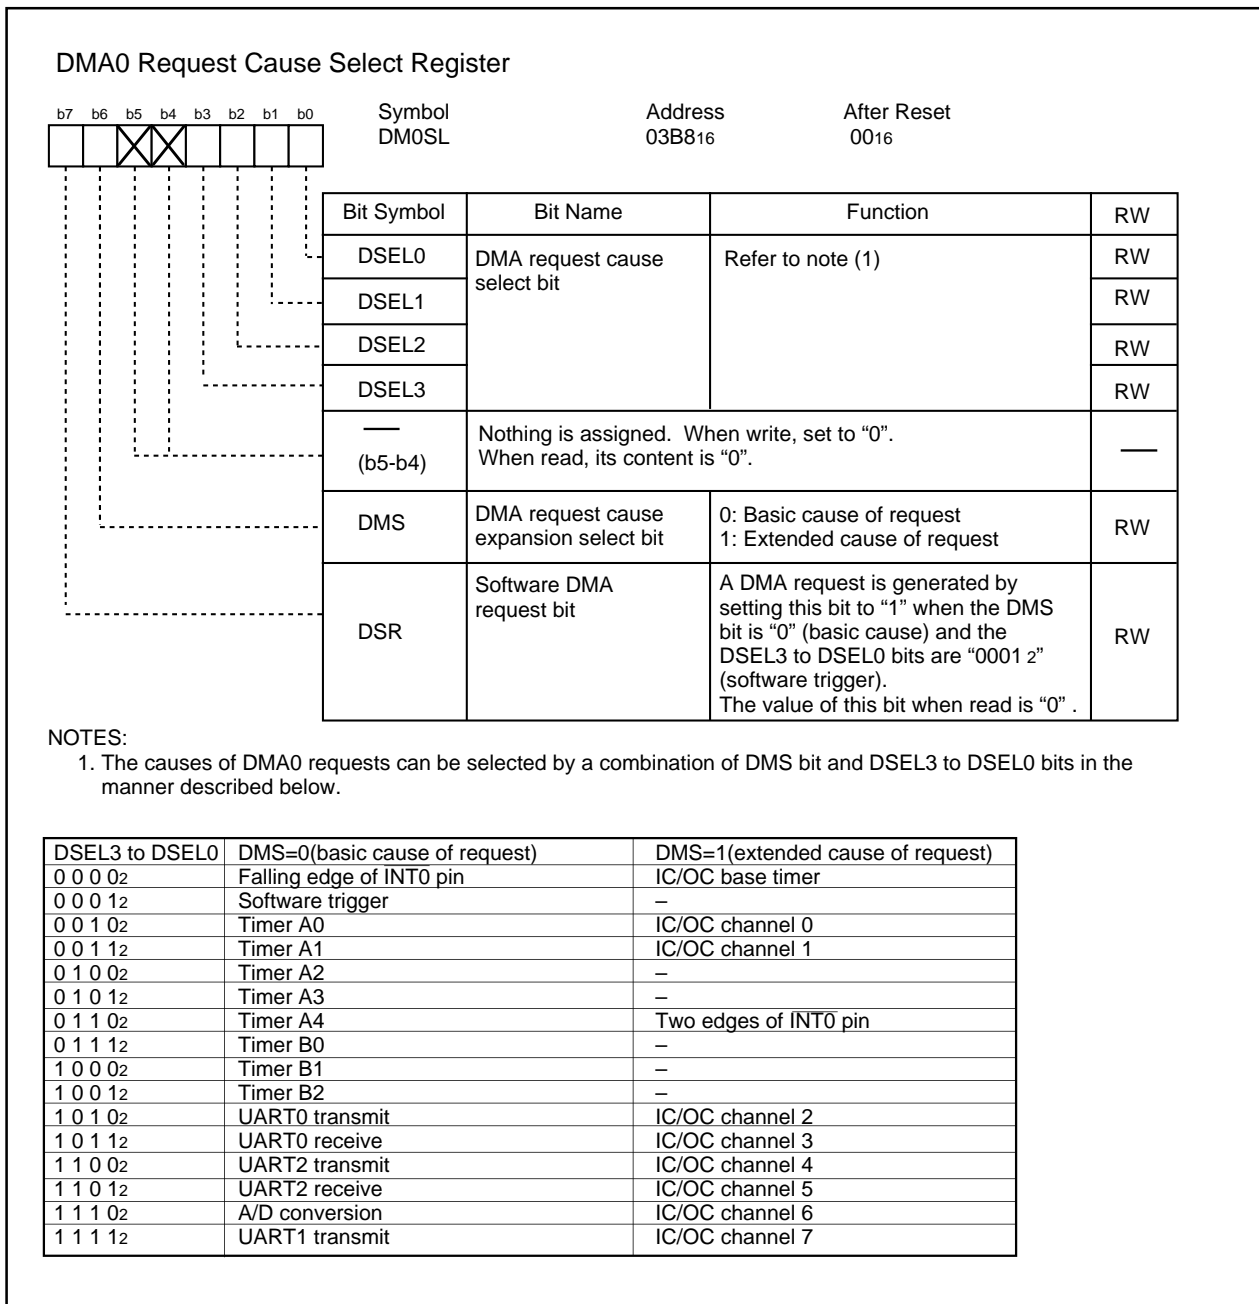 DMA0 Request Cause Select Register
b7 b6 b5 b4 b3 b2 b1 b0
Symbol Address After Reset
DM0SL 03B816 0016
Bit Symbol Bit Name Function RW
DSEL0 DMA request cause select bit Refer to note (1) RW
DSEL1 RW
DSEL2 RW
DSEL3 RW
—
(b5-b4)
Nothing is assigned. When write, set to “0”.
When read, its content is “0”.
—
DMS
DMA request cause
expansion select bit
0: Basic cause of request
1: Extended cause of request
RW
DSR
Software DMA
request bit
A DMA request is generated by
setting this bit to “1” when the DMS
bit is “0” (basic cause) and the
DSEL3 to DSEL0 bits are “0001 2”
(software trigger).
The value of this bit when read is “0” .
RW
NOTES:
1. The causes of DMA0 requests can be selected by a combination of DMS bit and DSEL3 to DSEL0 bits in the
manner described below.
DSEL3 to DSEL0 DMS=0(basic cause of request) DMS=1(extended cause of request)
0 0 0 02 Falling edge of INT0 pin IC/OC base timer
0 0 0 12 Software trigger –
0 0 1 02 Timer A0 IC/OC channel 0
0 0 1 12 Timer A1 IC/OC channel 1
0 1 0 02 Timer A2 –
0 1 0 12 Timer A3 –
0 1 1 02 Timer A4 Two edges of INT0 pin
0 1 1 12 Timer B0 –
1 0 0 02 Timer B1 –
1 0 0 12 Timer B2 –
1 0 1 02 UART0 transmit IC/OC channel 2
1 0 1 12 UART0 receive IC/OC channel 3
1 1 0 02 UART2 transmit IC/OC channel 4
1 1 0 12 UART2 receive IC/OC channel 5
1 1 1 02 A/D conversion IC/OC channel 6
1 1 1 12 UART1 transmit IC/OC channel 7